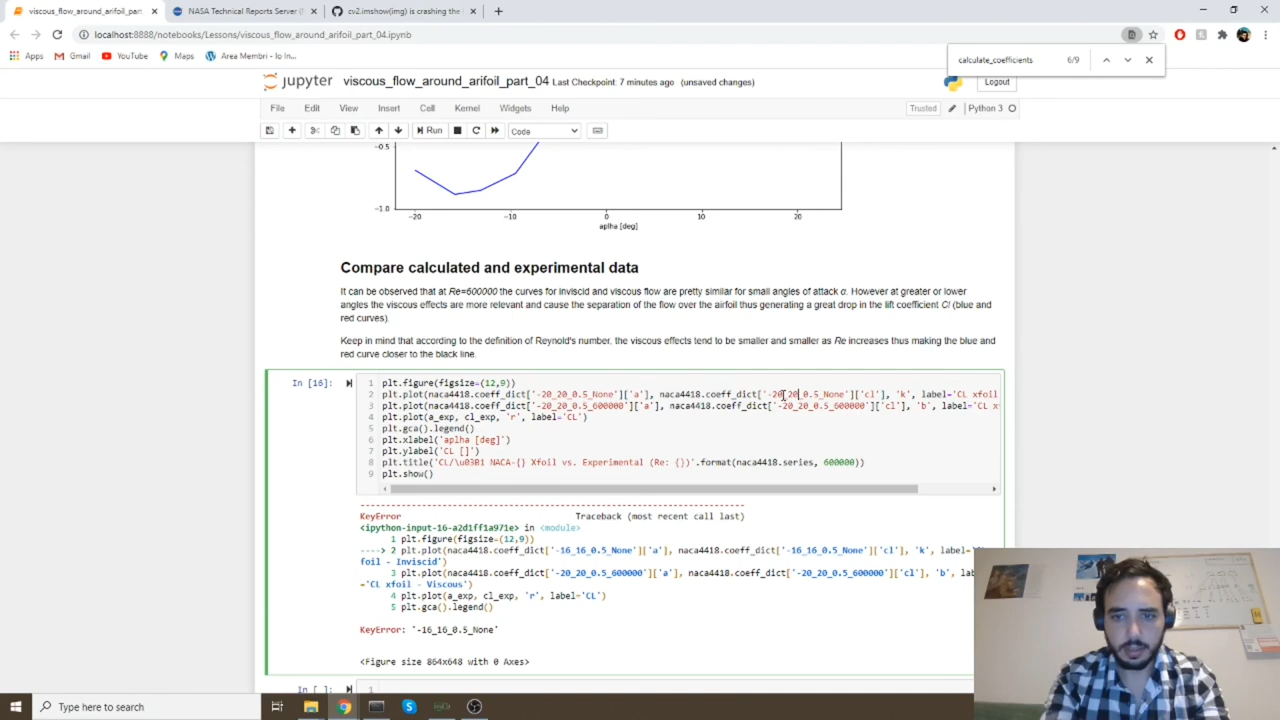 viscous_flow_around_arifoil_part_
NASA Technical Reports Server (
cv2.imshow(img) is crashing the
localhost:8888/notebooks/Lessons/viscous_flow_around_arifoil_part_04.ipynb
Apps Gmail YouTube Maps Area Membri - Io In...
calculate_coefficients 6/9
jupyter viscous_flow_around_arifoil_part_04 Last Checkpoint: 7 minutes ago (unsaved changes) Logout
File Edit View Insert Cell Kernel Widgets Help Trusted Python 3
Run Code
-0.5
-1.0
-20 -10 0 10 20
aplha [deg]
Compare calculated and experimental data
It can be observed that at Re=600000 the curves for inviscid and viscous flow are pretty similar for small angles of attack α. However at greater or lower
angles the viscous effects are more relevant and cause the separation of the flow over the airfoil thus generating a great drop in the lift coefficient Cl (blue and
red curves).
Keep in mind that according to the definition of Reynold's number, the viscous effects tend to be smaller and smaller as Re increases thus making the blue and
red curve closer to the black line.
In [16]:
1 plt.figure(figsize=(12,9))
2 plt.plot(naca4418.coeff_dict['-20_20_0.5_None']['a'], naca4418.coeff_dict['-20_20_0.5_None']['cl'], 'k', label='CL xfoil
3 plt.plot(naca4418.coeff_dict['-20_20_0.5_600000']['a'], naca4418.coeff_dict['-20_20_0.5_600000']['cl'], 'b', label='CL x
4 plt.plot(a_exp, cl_exp, 'r', label='CL')
5 plt.gca().legend()
6 plt.xlabel('aplha [deg]')
7 plt.ylabel('CL []')
8 plt.title('CL/\u03B1 NACA-{} Xfoil vs. Experimental (Re: {})'.format(naca4418.series, 600000))
9 plt.show()
---------------------------------------------------------------------------
KeyError Traceback (most recent call last)
<ipython-input-16-a2d1ff1a971e> in <module>
1 plt.figure(figsize=(12,9))
----> 2 plt.plot(naca4418.coeff_dict['-16_16_0.5_None']['a'], naca4418.coeff_dict['-16_16_0.5_None']['cl'], 'k', label=
foil - Inviscid')
3 plt.plot(naca4418.coeff_dict['-20_20_0.5_600000']['a'], naca4418.coeff_dict['-20_20_0.5_600000']['cl'], 'b', lab
='CL xfoil - Viscous')
4 plt.plot(a_exp, cl_exp, 'r', label='CL')
5 plt.gca().legend()
KeyError: '-16_16_0.5_None'
<Figure size 864x648 with 0 Axes>
In [ ]: 1
Type here to search